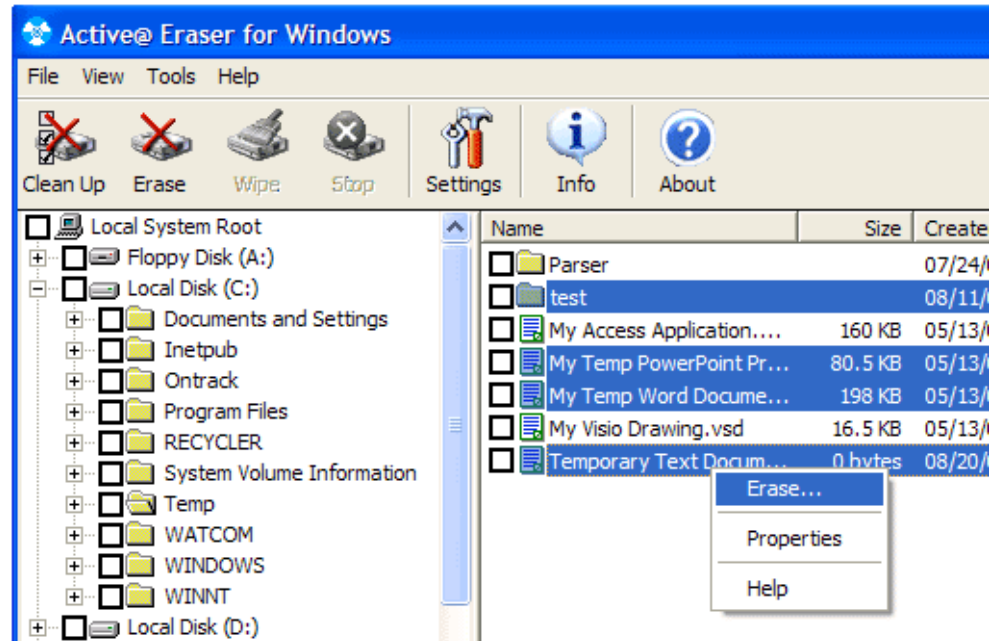 Active@ Eraser for Windows
File View Tools Help
Clean Up Erase Wipe Stop Settings Info About
Local System Root
Floppy Disk (A:)
Local Disk (C:)
Documents and Settings
Inetpub
Ontrack
Program Files
RECYCLER
System Volume Information
Temp
WATCOM
WINDOWS
WINNT
Local Disk (D:)
Name Size Create
Parser 07/24/
test 08/11/
My Access Application.... 160 KB 05/13/
My Temp PowerPoint Pr... 80.5 KB 05/13/
My Temp Word Docume... 198 KB 05/13/
My Visio Drawing.vsd 16.5 KB 05/13/
Temporary Text Docum... 0 bytes 08/20/
Erase...
Properties
Help